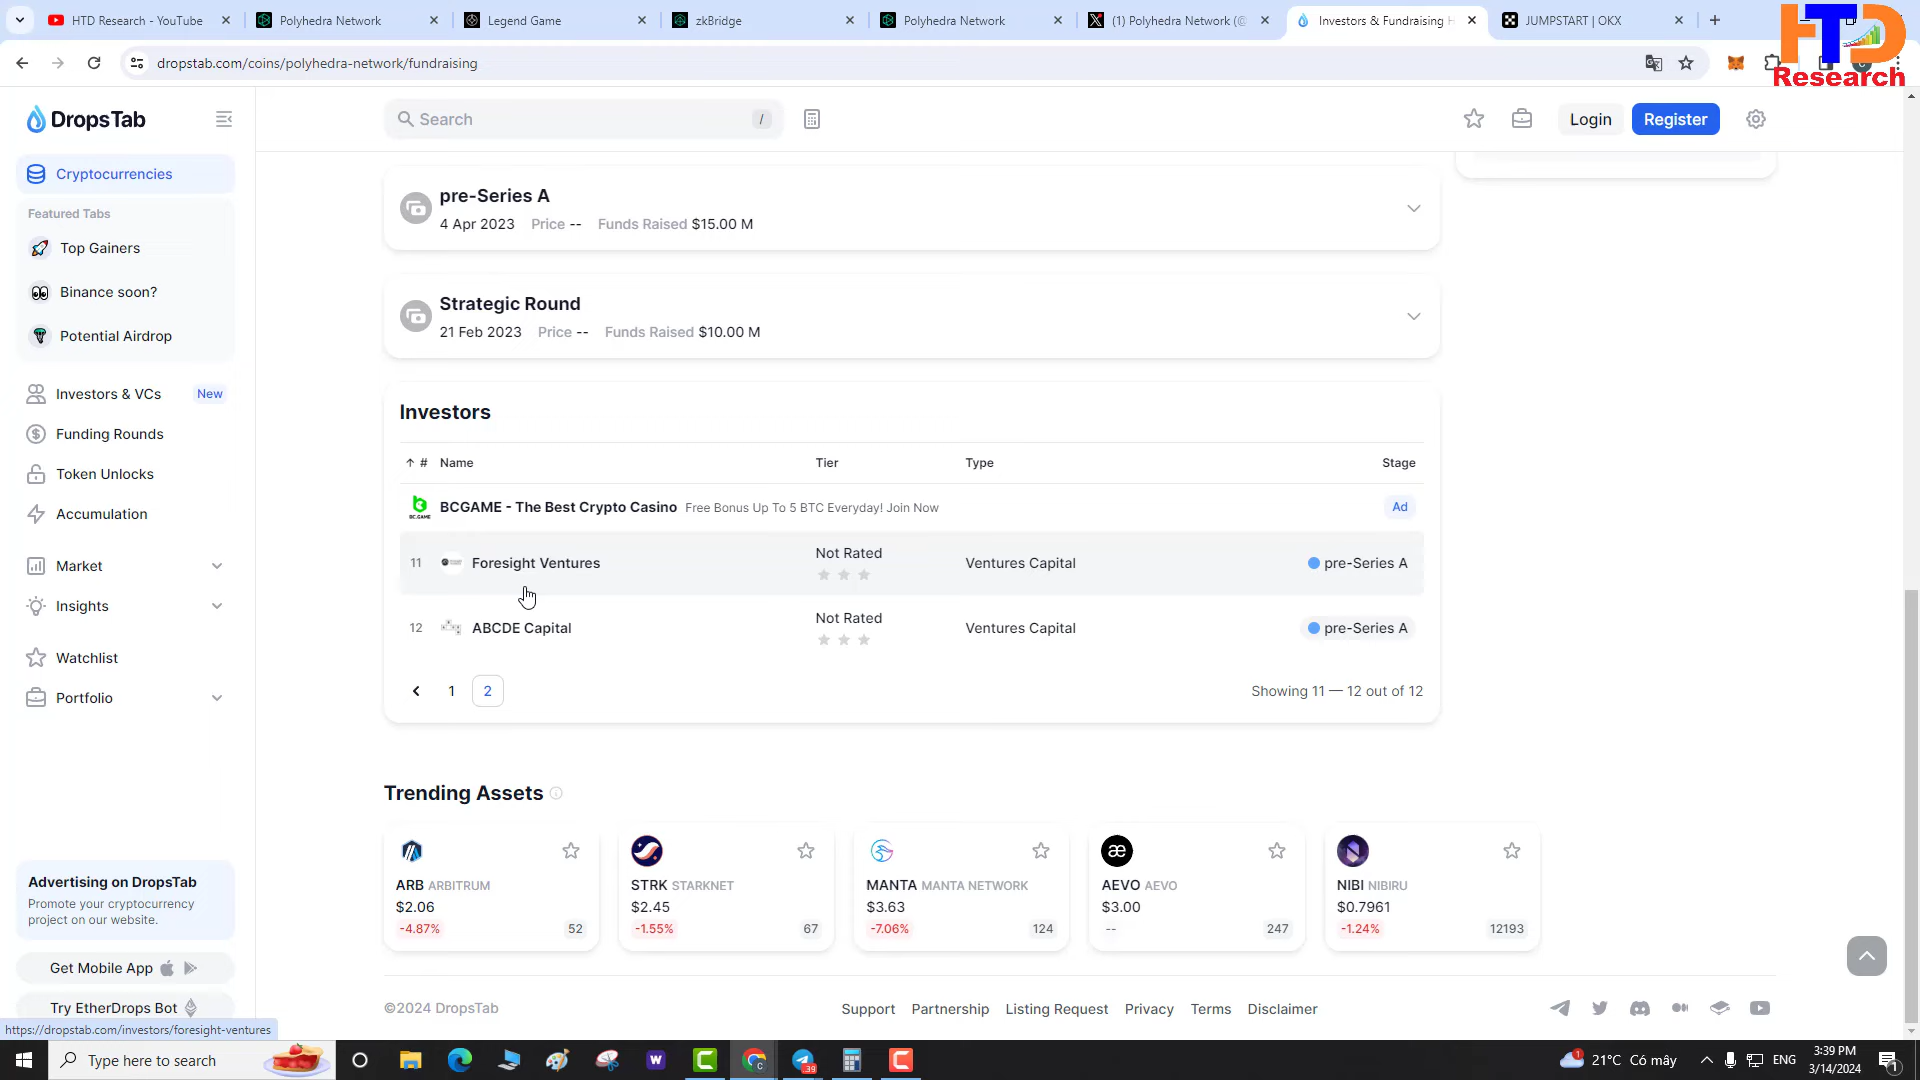 HTD Research - YouTube
Polyhedra Network
Legend Game
zkBridge
Polyhedra Network
(1) Polyhedra Network (@
Investors & Fundraising H
JUMPSTART | OKX
HTD
Research
dropstab.com/coins/polyhedra-network/fundraising
DropsTab
Search
/
Login
Register
Cryptocurrencies
Featured Tabs
Top Gainers
Binance soon?
Potential Airdrop
Investors & VCs
New
Funding Rounds
Token Unlocks
Accumulation
Market
Insights
Watchlist
Portfolio
Advertising on DropsTab
Promote your cryptocurrency
project on our website.
Get Mobile App
Try EtherDrops Bot
https://dropstab.com/investors/foresight-ventures
pre-Series A
4 Apr 2023 Price -- Funds Raised $15.00 M
Strategic Round
21 Feb 2023 Price -- Funds Raised $10.00 M
Investors
# Name Tier Type Stage
BC.GAME
BCGAME - The Best Crypto Casino Free Bonus Up To 5 BTC Everyday! Join Now Ad
11 Foresight Ventures Not Rated Ventures Capital pre-Series A
12 ABCDE Capital Not Rated Ventures Capital pre-Series A
1 2 Showing 11 — 12 out of 12
Trending Assets
ARB ARBITRUM
$2.06
-4.87% 52
STRK STARKNET
$2.45
-1.55% 67
MANTA MANTA NETWORK
$3.63
-7.06% 124
AEVO AEVO
$3.00
-- 247
NIBI NIBIRU
$0.7961
-1.24% 12193
©2024 DropsTab
Support Partnership Listing Request Privacy Terms Disclaimer
Type here to search
39
1
21°C Có mây
ENG
3:39 PM
3/14/2024
1